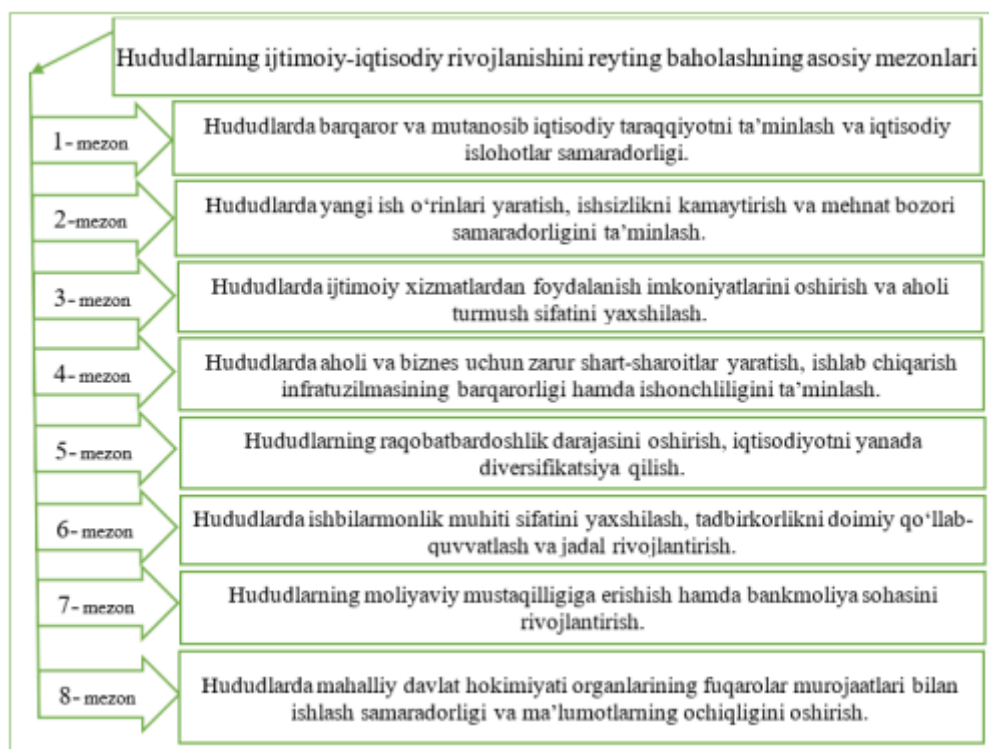 Hududlarning ijtimoiy-iqtisodiy rivojlanishini reyting baholashning asosiy mezonlari
1- mezon
Hududlarda barqaror va mutanosib iqtisodiy taraqqiyotni ta’minlash va iqtisodiy
islohotlar samaradorligi.
2-mezon
Hududlarda yangi ish o‘rinlari yaratish, ishsizlikni kamaytirish va mehnat bozori
samaradorligini ta’minlash.
3- mezon
Hududlarda ijtimoiy xizmatlardan foydalanish imkoniyatlarini oshirish va aholi
turmush sifatini yaxshilash.
4- mezon
Hududlarda aholi va biznes uchun zarur shart-sharoitlar yaratish, ishlab chiqarish
infratuzilmasining barqarorligi hamda ishonchliligini ta’minlash.
5- mezon
Hududlarning raqobatbardoshlik darajasini oshirish, iqtisodiyotni yanada
diversifikatsiya qilish.
6- mezon
Hududlarda ishbilarmonlik muhiti sifatini yaxshilash, tadbirkorlikni doimiy qo‘llab-
quvvatlash va jadal rivojlantirish.
7- mezon
Hududlarning moliyaviy mustaqilligiga erishish hamda bankmoliya sohasini
rivojlantirish.
8- mezon
Hududlarda mahalliy davlat hokimiyati organlarining fuqarolar murojaatlari bilan
ishlash samaradorligi va ma’lumotlarning ochiqligini oshirish.